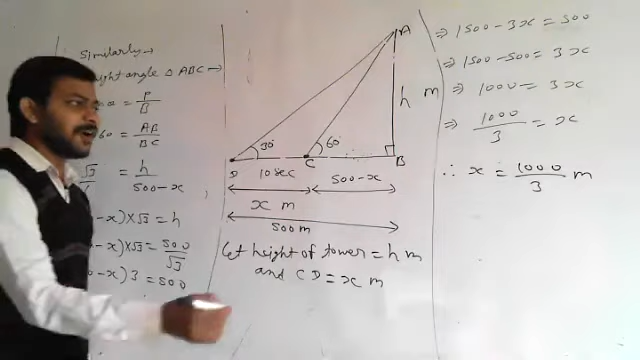 Similarly →
ight angle △ ABC →
= P/B
60 = AB/BC
√3 = h/500-x
-x) × √3 = h
-x) × √3 = 500/√3
-x) 3 = 500
A
h m
30°
60°
D
C
B
10 sec
500-x
x m
500 m
Let height of tower = h m
and CD = x m
⇒ 1500 - 3x = 500
⇒ 1500 - 500 = 3x
⇒ 1000 = 3x
⇒ 1000/3 = x
∴ x = 1000/3 m